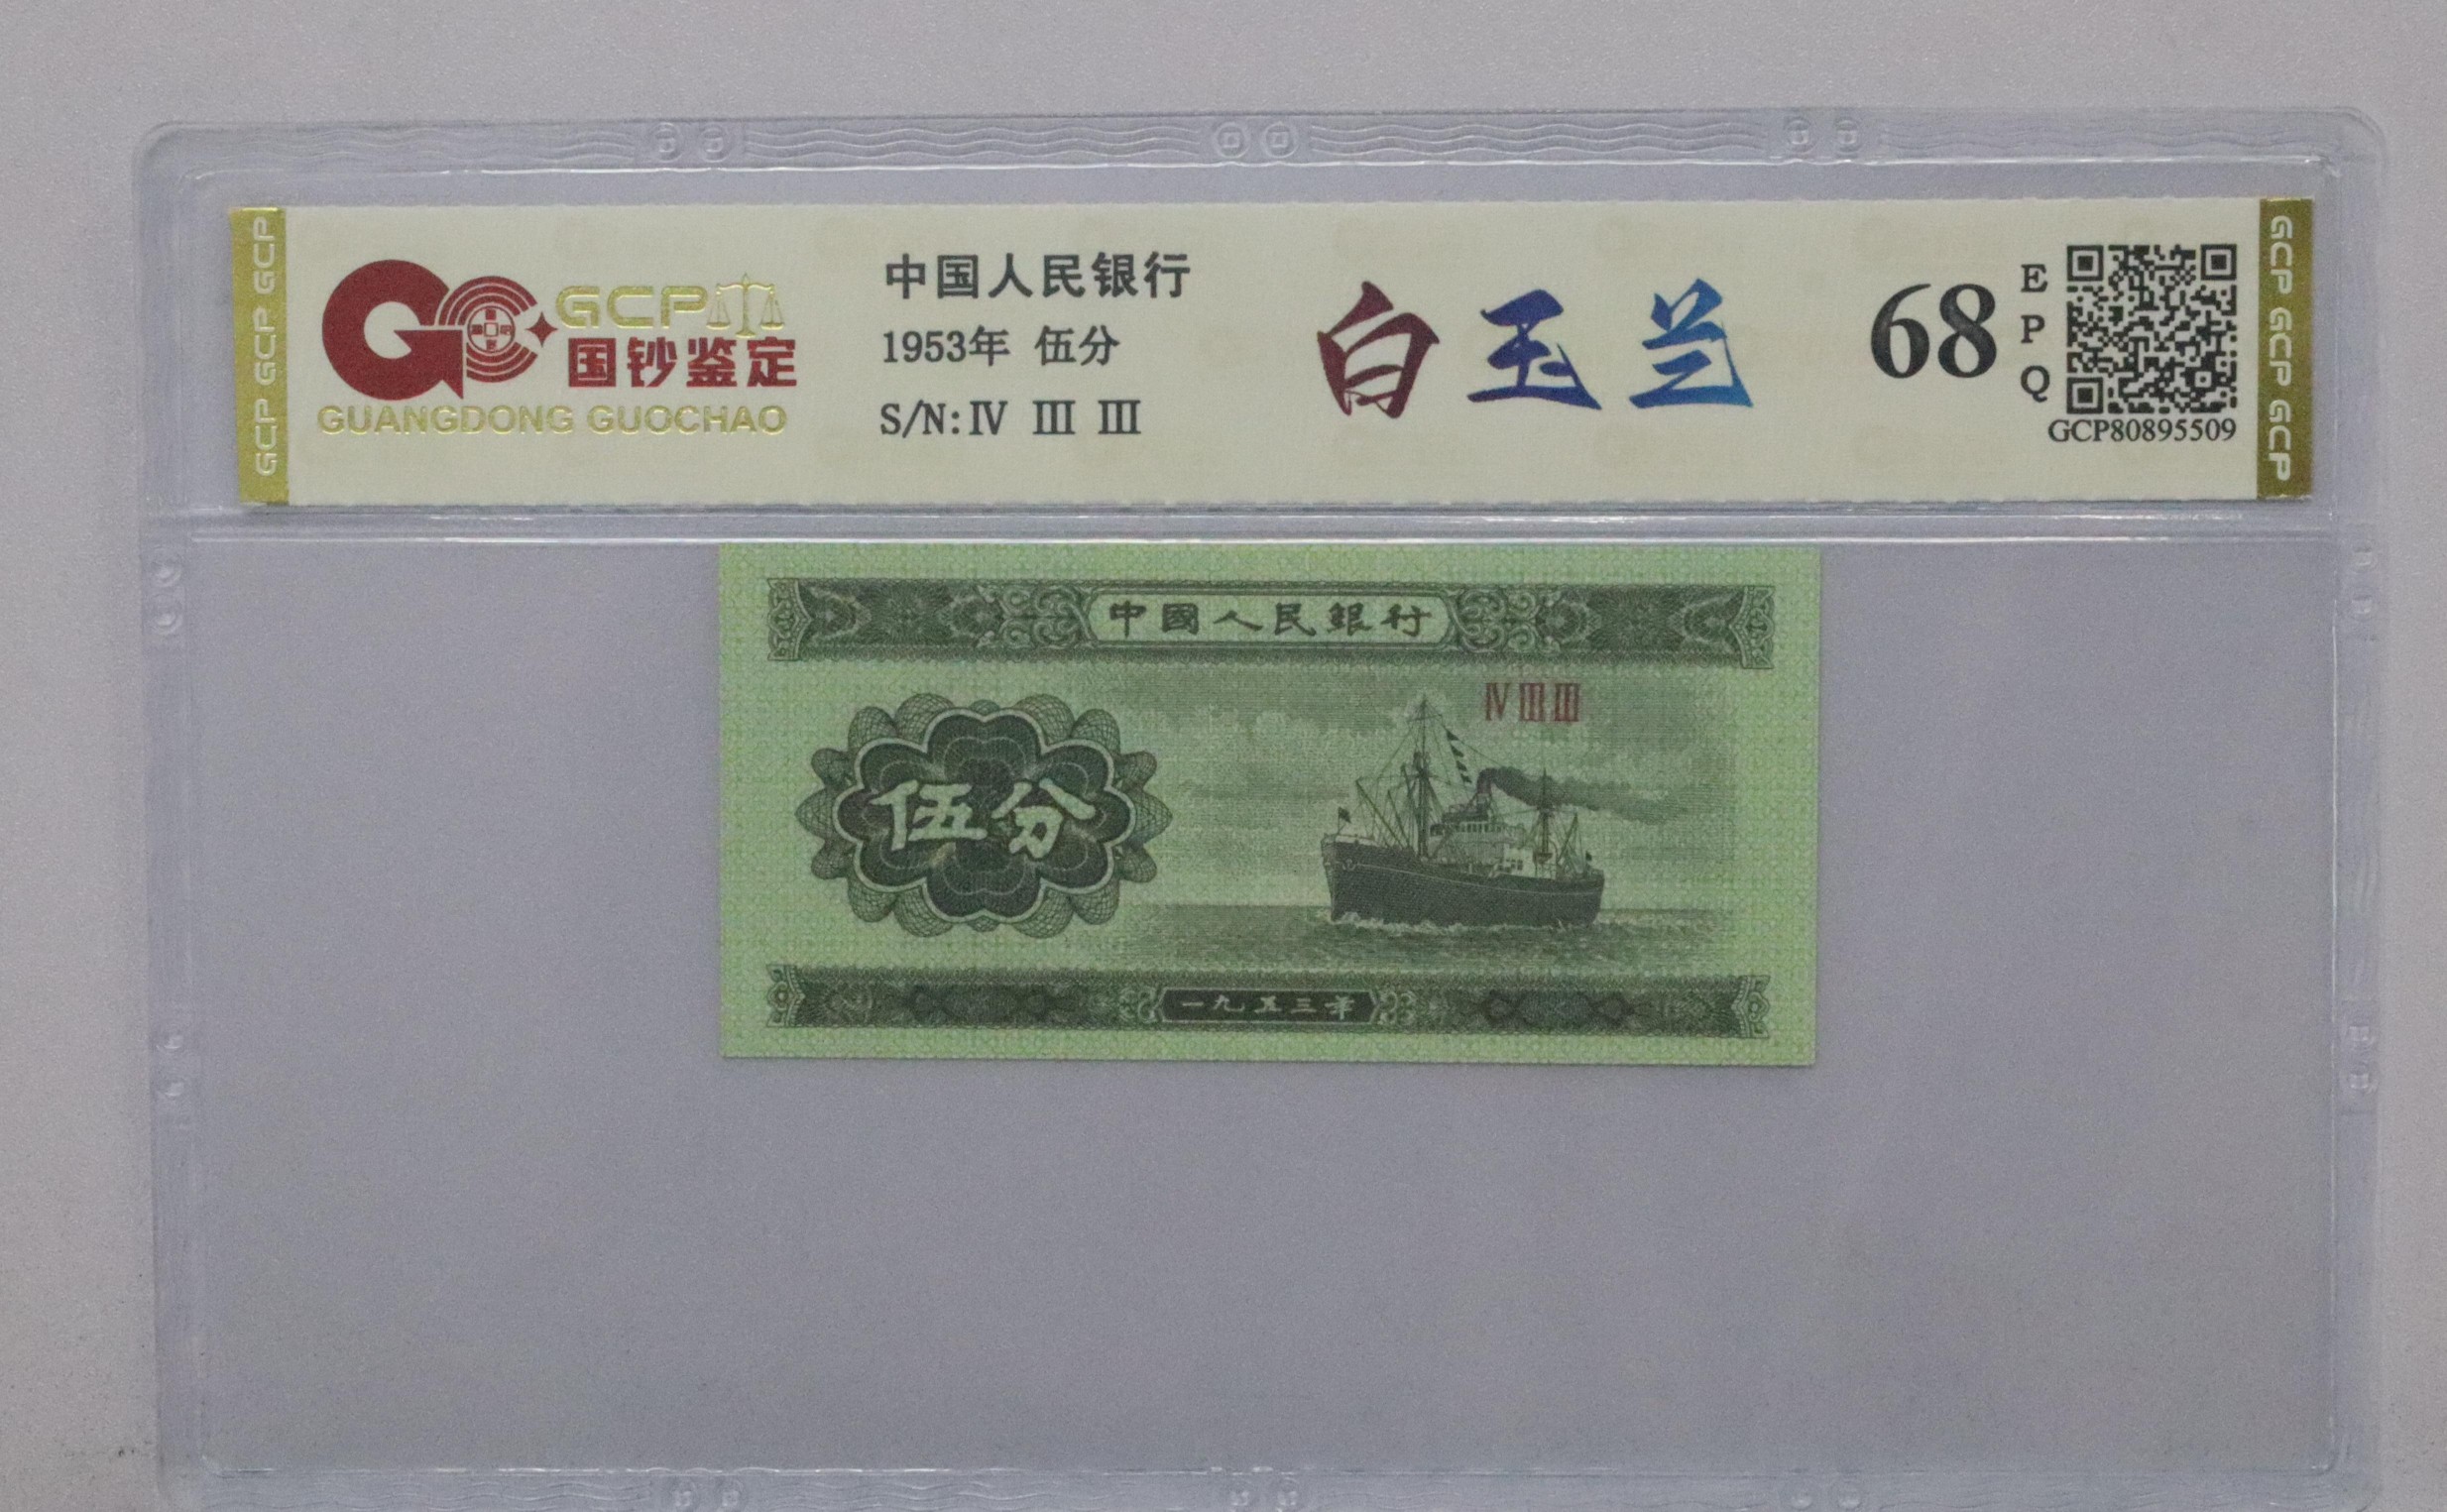 GCP GCP GCP
GCP
国钞鉴定
GUANGDONG GUOCHAO
中国人民银行
1953年 伍分
S/N: Ⅳ Ⅲ Ⅲ
白玉兰
68
E
P
Q
GCP80895509
GCP GCP GCP
中國人民銀行
Ⅳ Ⅲ Ⅲ
伍分
一九五三年